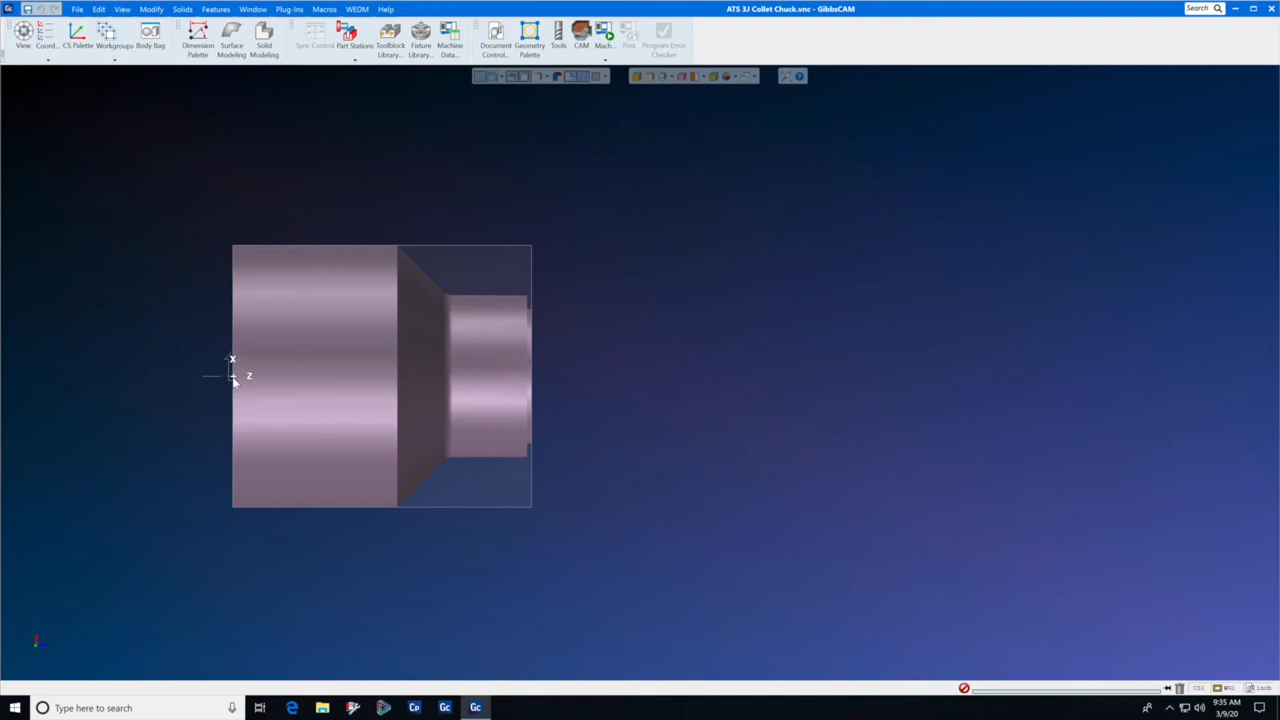 File Edit View Modify Solids Features Window Plug-Ins Macros WEDM Help
ATS 3J Collet Chuck.vnc - GibbsCAM
Search
View Coord... CS Palette Workgroups Body Bag Dimension Palette Surface Modeling Solid Modeling Sync Control Part Stations Toolblock Library... Fixture Library... Machine Data... Document Control... Geometry Palette Tools CAM Mach... Post Program Error Checker
X
Z
CS1 WG1 inch
Type here to search
9:35 AM
3/9/20